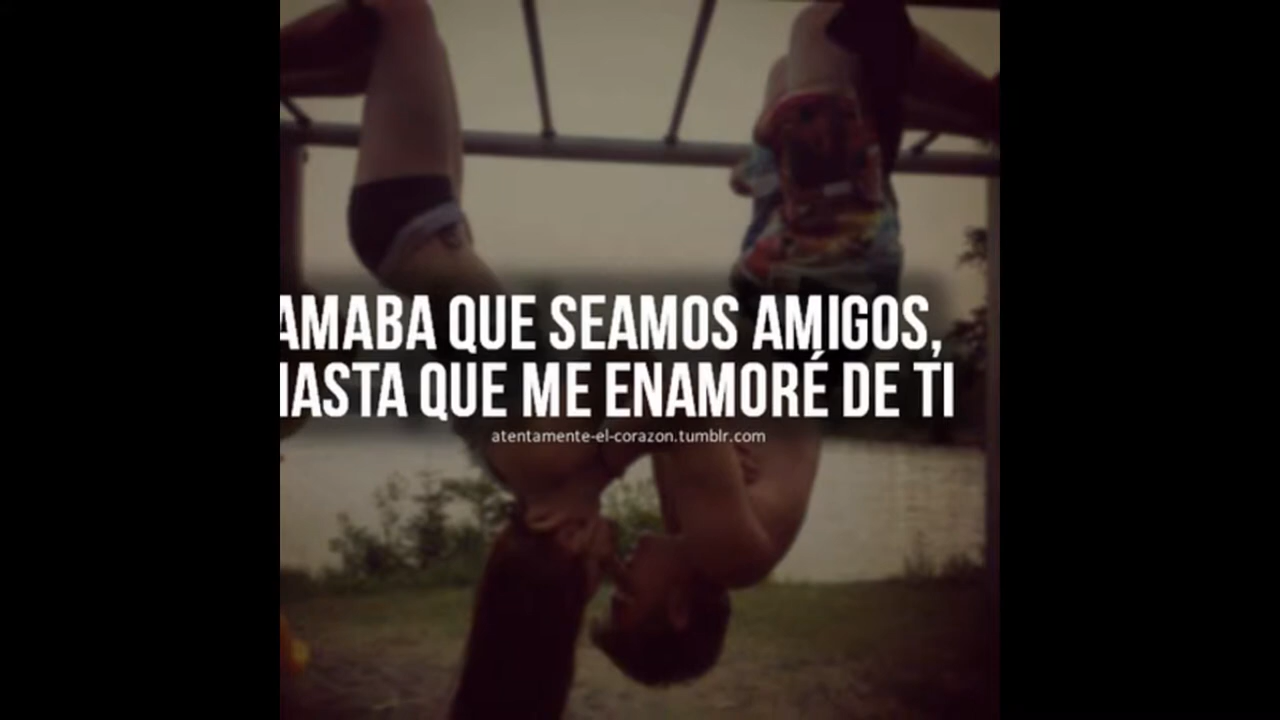 AMABA QUE SEAMOS AMIGOS,
HASTA QUE ME ENAMORÉ DE TI
atentamente-el-corazon.tumblr.com